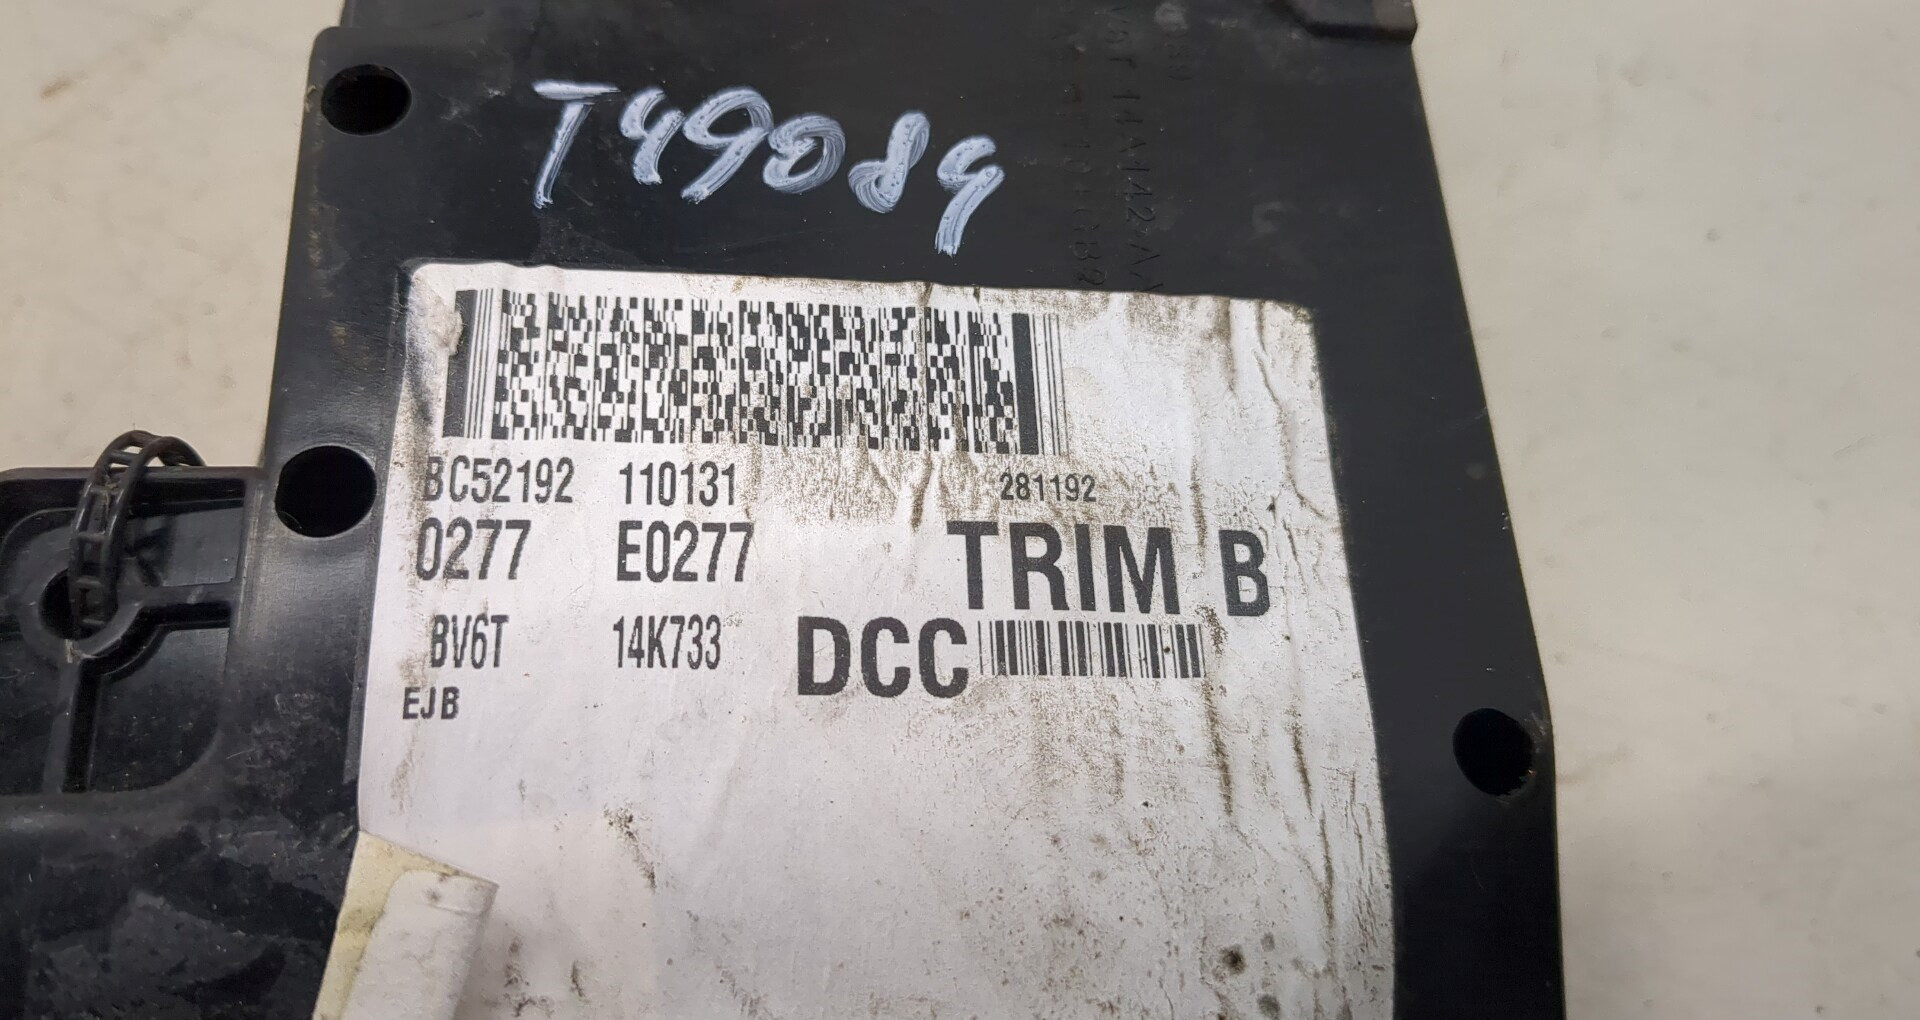 T49089
BC52192 110131 281192
0277 E0277 TRIM B
BV6T 14K733 DCC
EJB